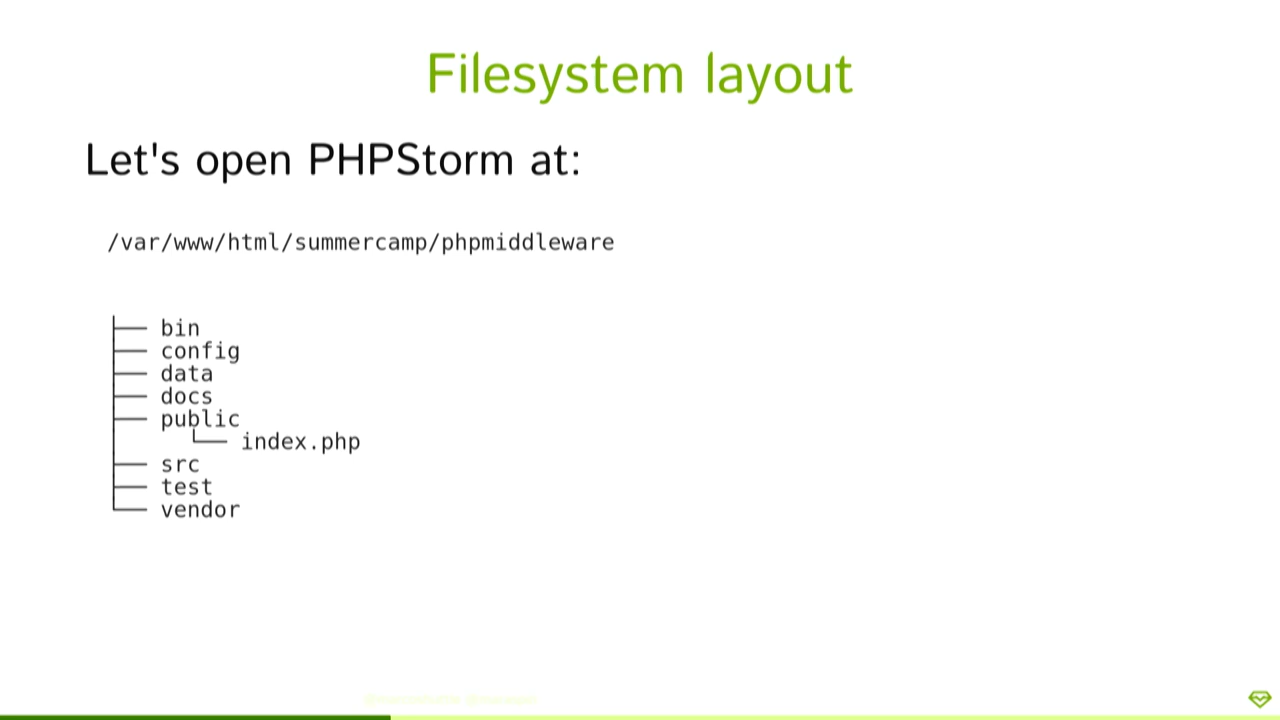 Filesystem layout
Let's open PHPStorm at:
/var/www/html/summercamp/phpmiddleware
├── bin
├── config
├── data
├── docs
├── public
│     └── index.php
├── src
├── test
└── vendor